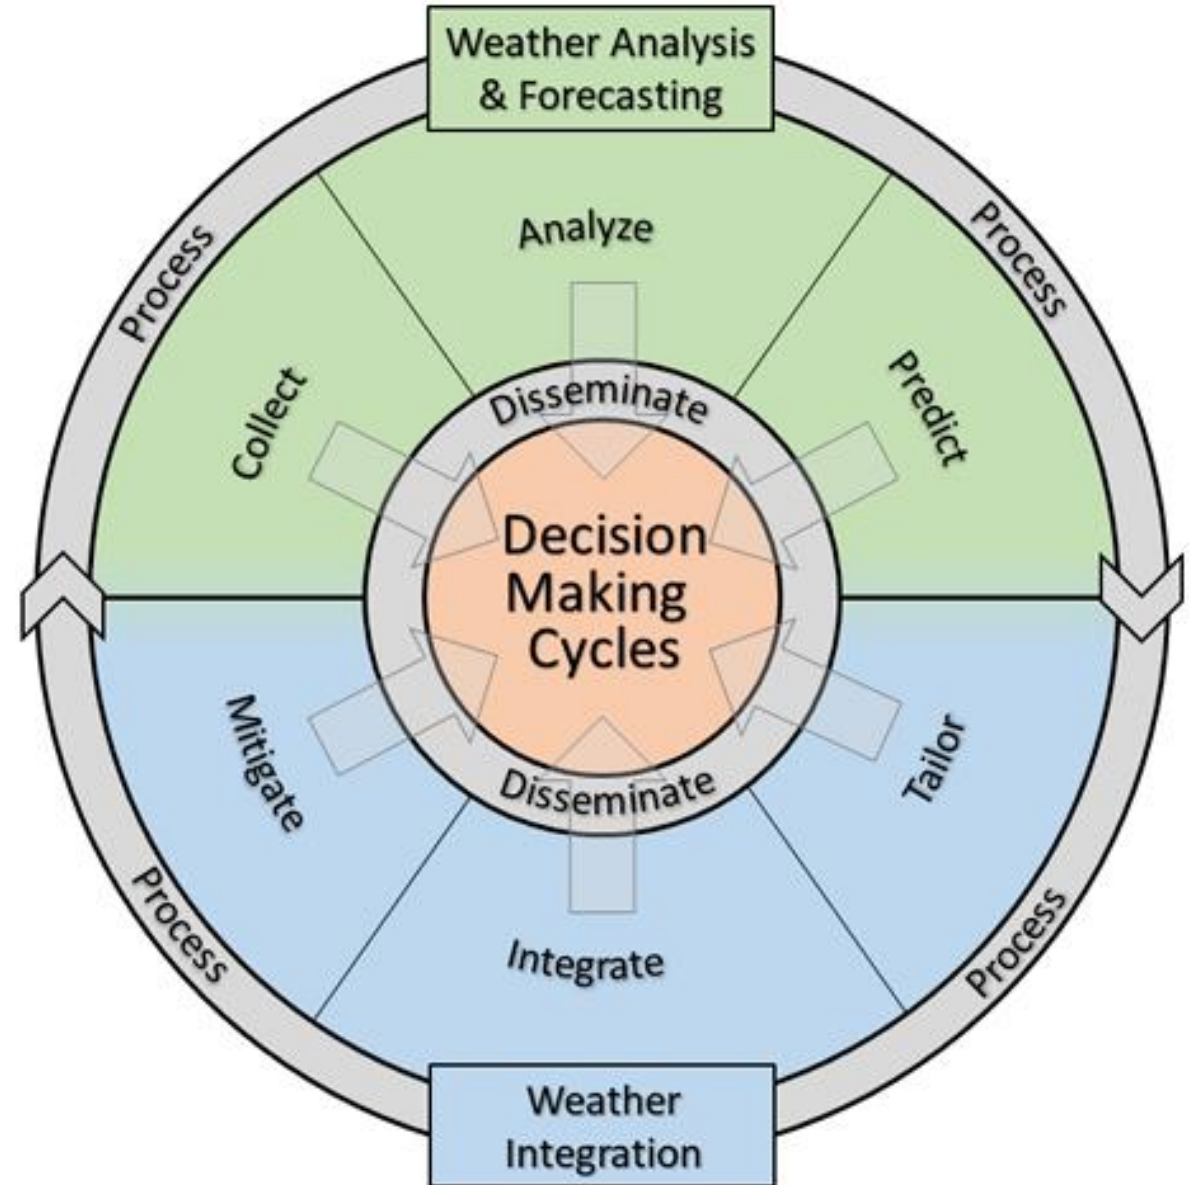 Weather Analysis
& Forecasting
Process
Process
Analyze
Collect
Predict
Disseminate
Decision
Making
Cycles
Disseminate
Mitigate
Tailor
Integrate
Process
Process
Weather
Integration